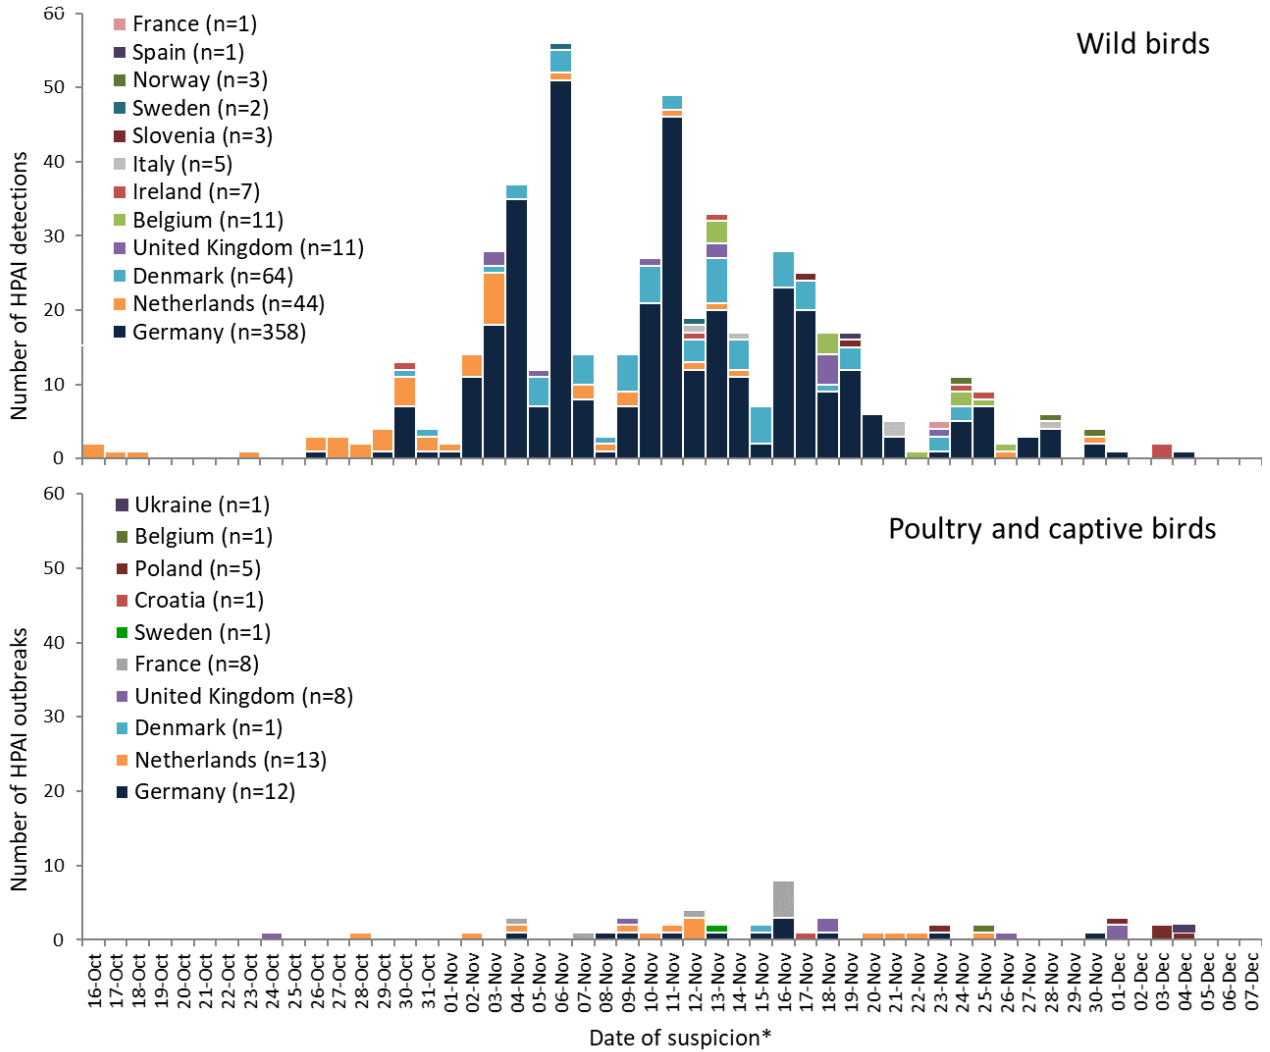 Wild birds
Number of HPAI detections
60
50
40
30
20
10
0
France (n=1)
Spain (n=1)
Norway (n=3)
Sweden (n=2)
Slovenia (n=3)
Italy (n=5)
Ireland (n=7)
Belgium (n=11)
United Kingdom (n=11)
Denmark (n=64)
Netherlands (n=44)
Germany (n=358)
Poultry and captive birds
Number of HPAI outbreaks
60
50
40
30
20
10
0
Ukraine (n=1)
Belgium (n=1)
Poland (n=5)
Croatia (n=1)
Sweden (n=1)
France (n=8)
United Kingdom (n=8)
Denmark (n=1)
Netherlands (n=13)
Germany (n=12)
16-Oct
17-Oct
18-Oct
19-Oct
20-Oct
21-Oct
22-Oct
23-Oct
24-Oct
25-Oct
26-Oct
27-Oct
28-Oct
29-Oct
30-Oct
31-Oct
01-Nov
02-Nov
03-Nov
04-Nov
05-Nov
06-Nov
07-Nov
08-Nov
09-Nov
10-Nov
11-Nov
12-Nov
13-Nov
14-Nov
15-Nov
16-Nov
17-Nov
18-Nov
19-Nov
20-Nov
21-Nov
22-Nov
23-Nov
24-Nov
25-Nov
26-Nov
27-Nov
28-Nov
29-Nov
30-Nov
01-Dec
02-Dec
03-Dec
04-Dec
05-Dec
06-Dec
07-Dec
Date of suspicion*